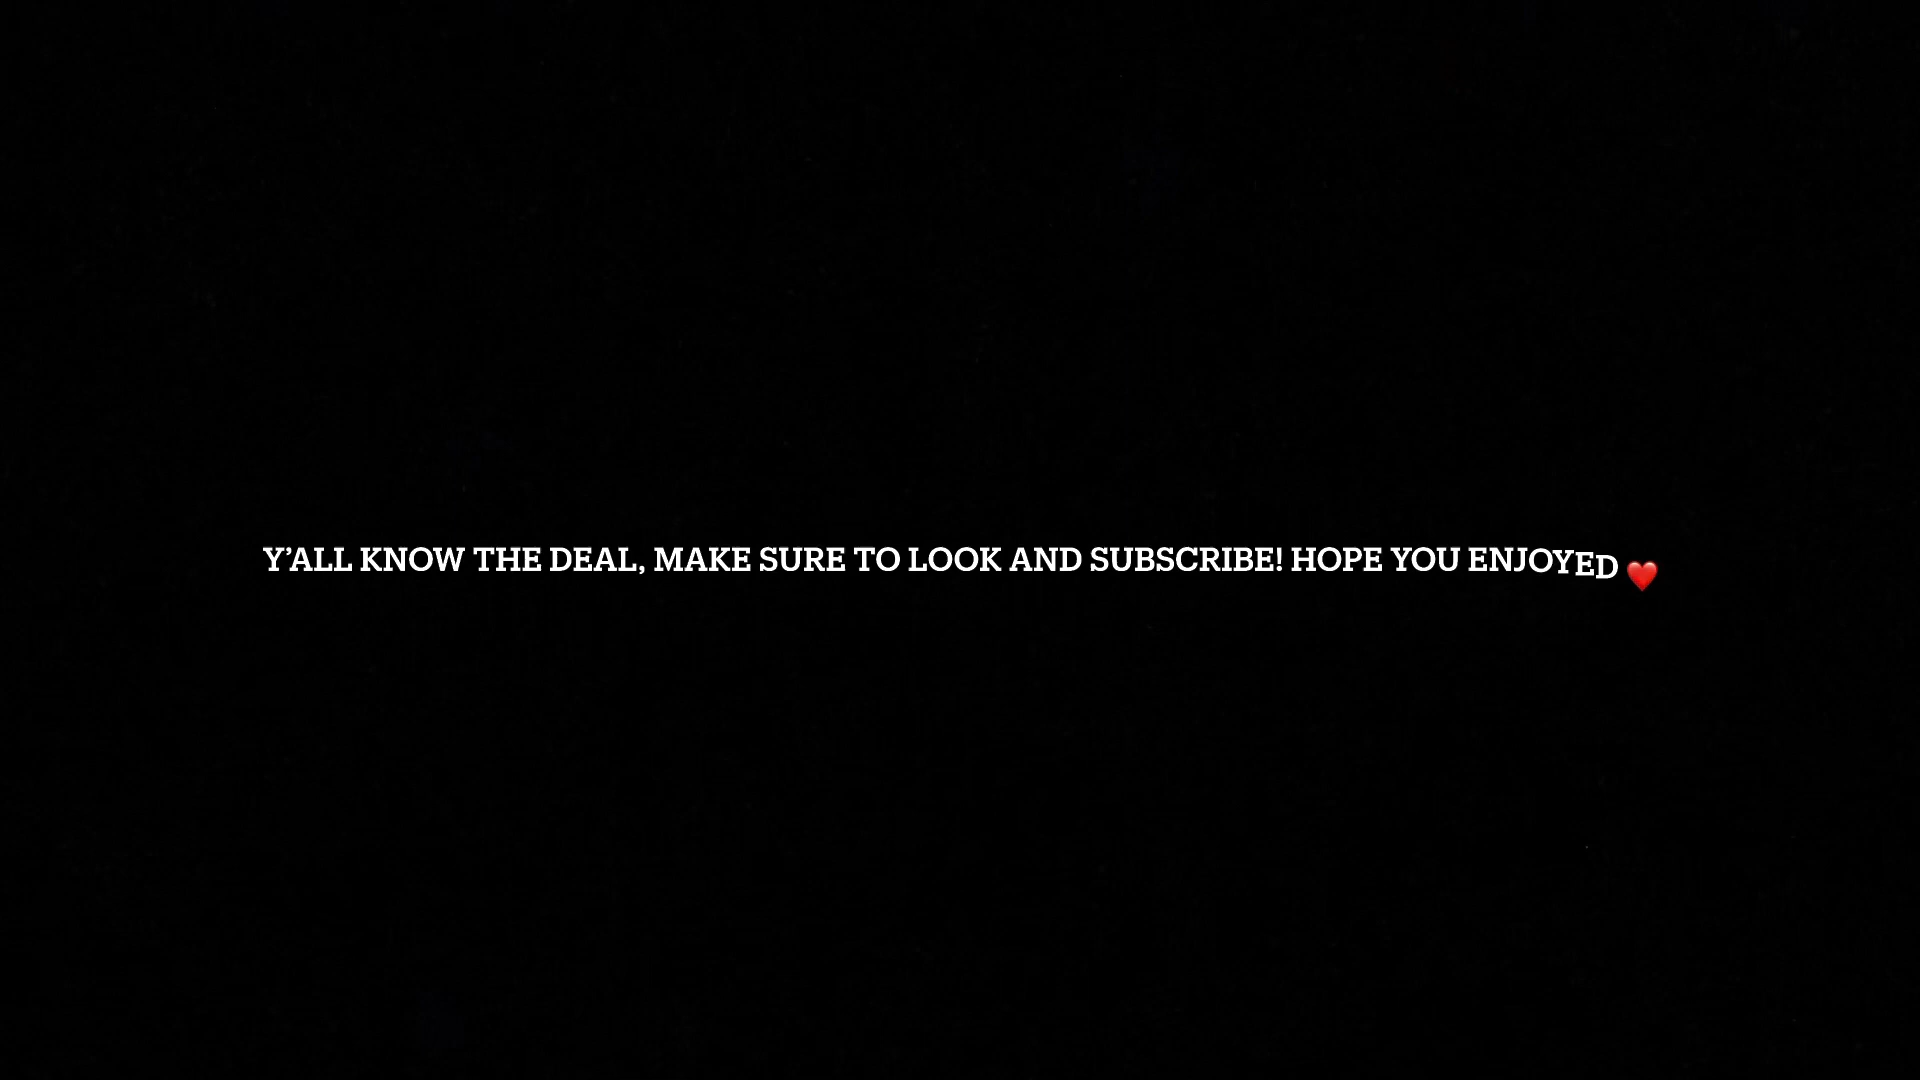 Y’ALL KNOW THE DEAL, MAKE SURE TO LOOK AND SUBSCRIBE! HOPE YOU ENJOYED ❤️